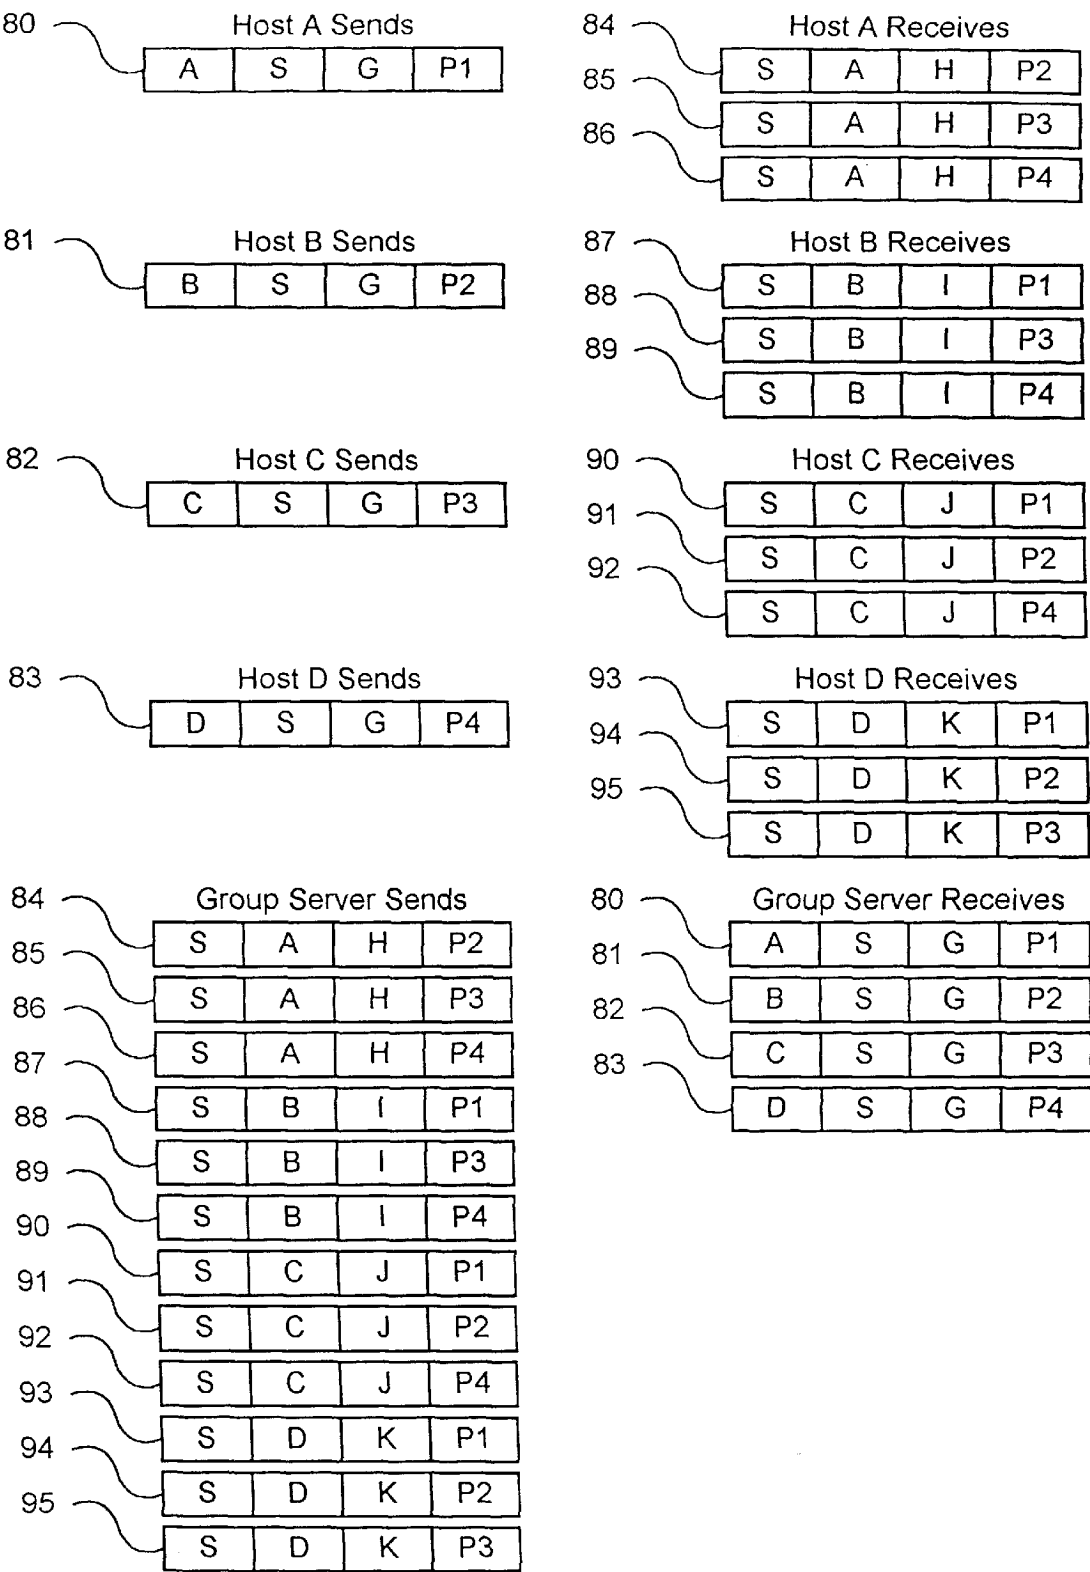 80 Host A Sends
A S G P1
84 Host A Receives
S A H P2
85 S A H P3
86 S A H P4
81 Host B Sends
B S G P2
87 Host B Receives
S B I P1
88 S B I P3
89 S B I P4
82 Host C Sends
C S G P3
90 Host C Receives
S C J P1
91 S C J P2
92 S C J P4
83 Host D Sends
D S G P4
93 Host D Receives
S D K P1
94 S D K P2
95 S D K P3
84 Group Server Sends
S A H P2
85 S A H P3
86 S A H P4
87 S B I P1
88 S B I P3
89 S B I P4
90 S C J P1
91 S C J P2
92 S C J P4
93 S D K P1
94 S D K P2
95 S D K P3
80 Group Server Receives
A S G P1
81 B S G P2
82 C S G P3
83 D S G P4